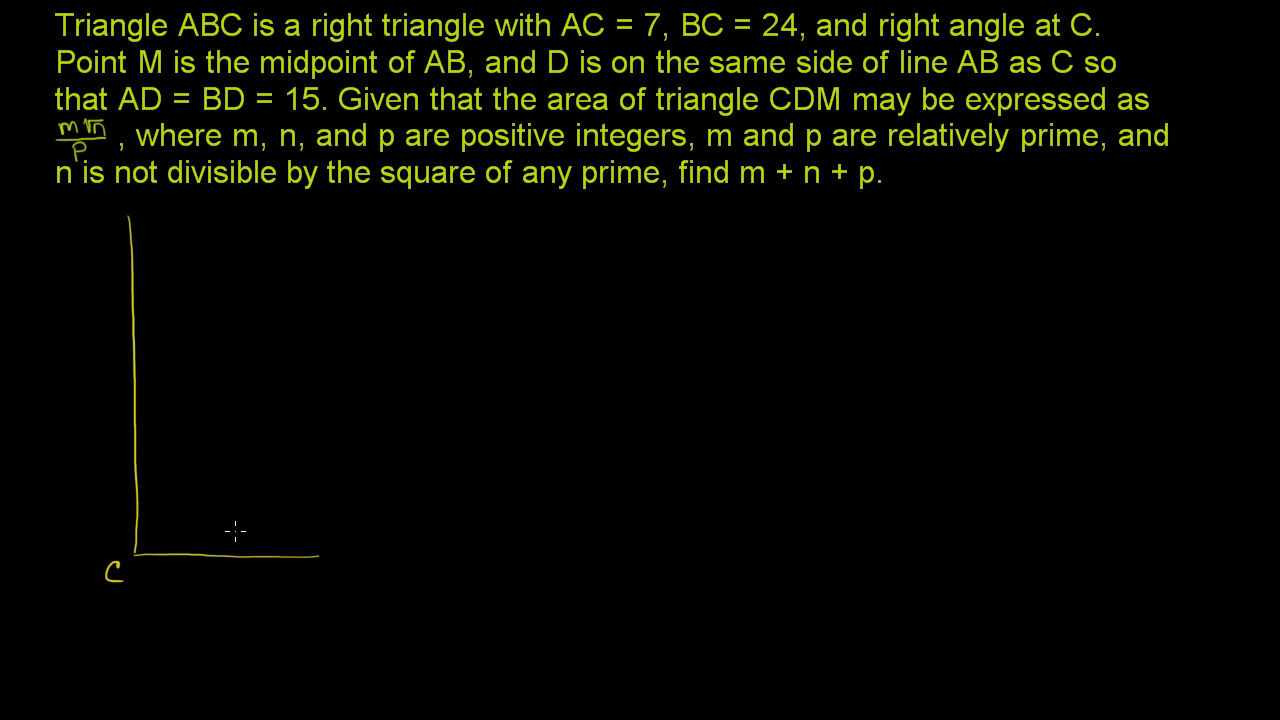 Triangle ABC is a right triangle with AC = 7, BC = 24, and right angle at C.
Point M is the midpoint of AB, and D is on the same side of line AB as C so
that AD = BD = 15. Given that the area of triangle CDM may be expressed as
m√n/p , where m, n, and p are positive integers, m and p are relatively prime, and
n is not divisible by the square of any prime, find m + n + p.
C